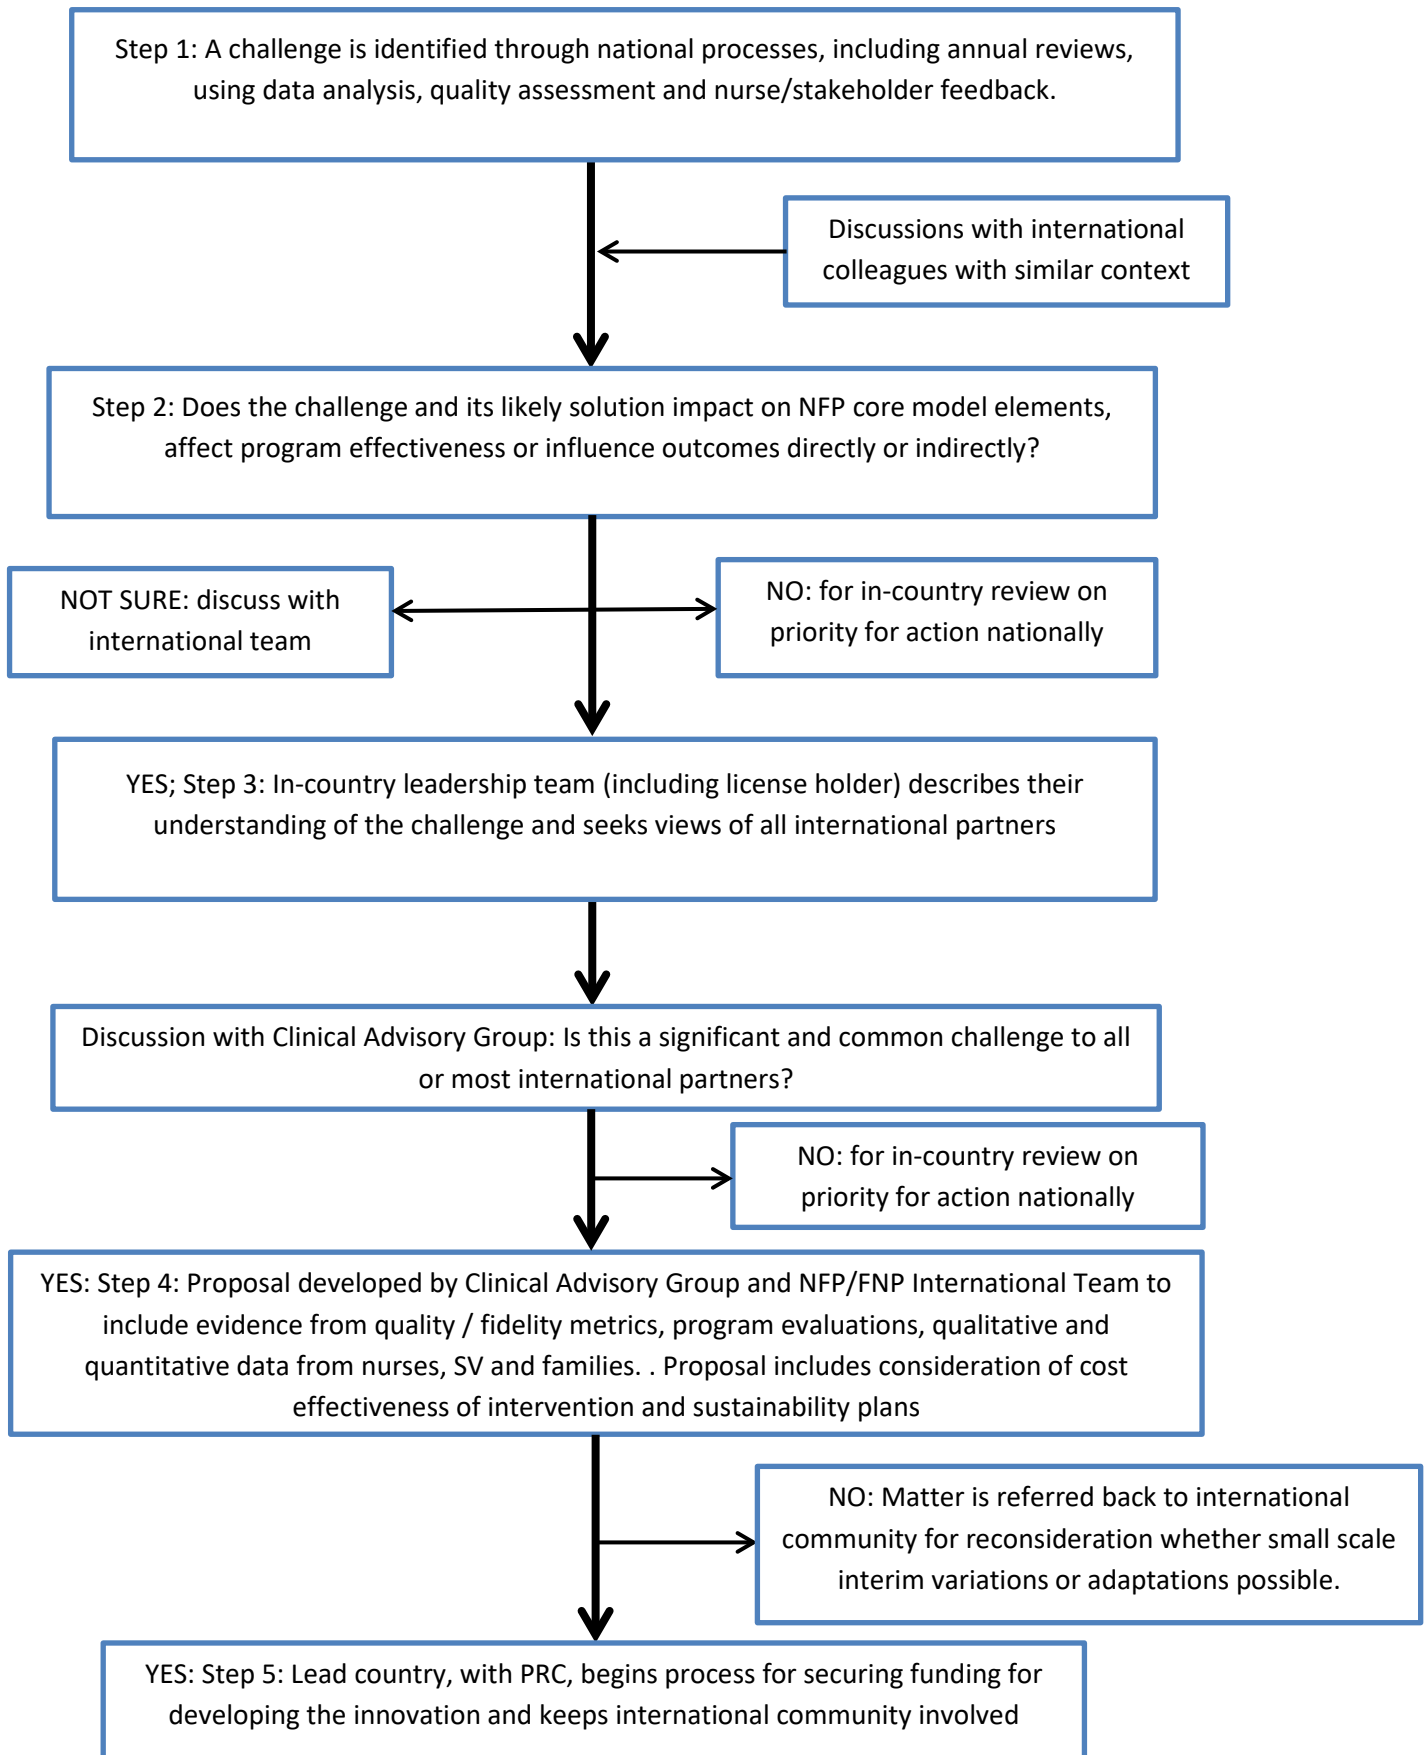 Step 1: A challenge is identified through national processes, including annual reviews,
using data analysis, quality assessment and nurse/stakeholder feedback.
Discussions with international
colleagues with similar context
Step 2: Does the challenge and its likely solution impact on NFP core model elements,
affect program effectiveness or influence outcomes directly or indirectly?
NOT SURE: discuss with
international team
NO: for in-country review on
priority for action nationally
YES; Step 3: In-country leadership team (including license holder) describes their
understanding of the challenge and seeks views of all international partners
Discussion with Clinical Advisory Group: Is this a significant and common challenge to all
or most international partners?
NO: for in-country review on
priority for action nationally
YES: Step 4: Proposal developed by Clinical Advisory Group and NFP/FNP International Team to
include evidence from quality / fidelity metrics, program evaluations, qualitative and
quantitative data from nurses, SV and families. . Proposal includes consideration of cost
effectiveness of intervention and sustainability plans
NO: Matter is referred back to international
community for reconsideration whether small scale
interim variations or adaptations possible.
YES: Step 5: Lead country, with PRC, begins process for securing funding for
developing the innovation and keeps international community involved